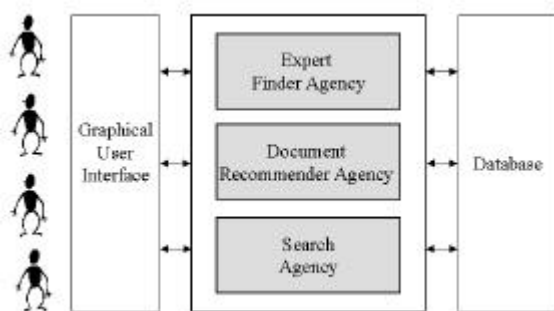 Graphical
User
Interface
Expert
Finder Agency
Document
Recommender Agency
Search
Agency
Database